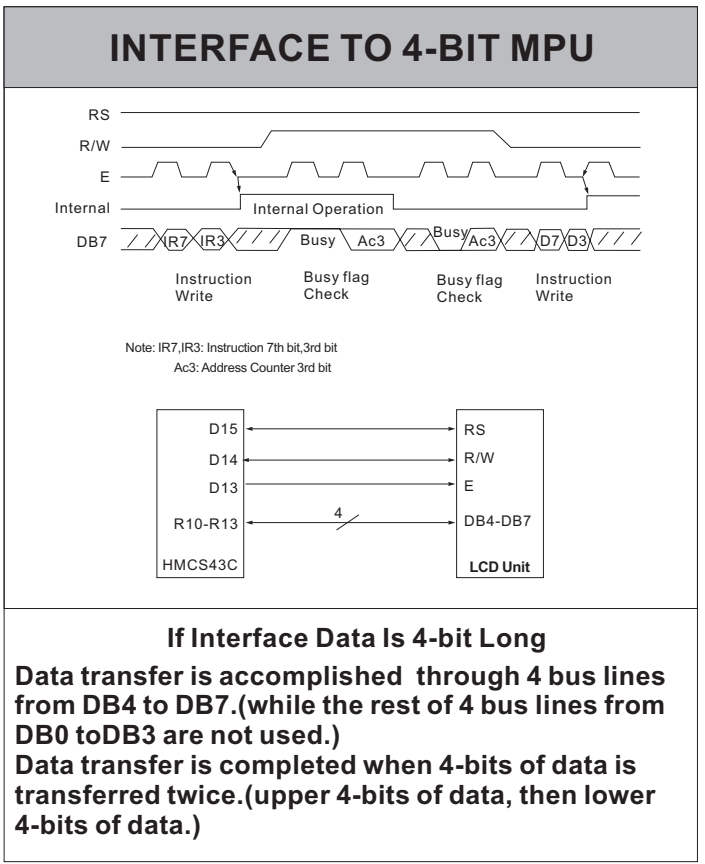 INTERFACE TO 4-BIT MPU
RS
R/W
E
Internal
Internal Operation
DB7
IR7
IR3
Busy
Ac3
Busy
Ac3
D7
D3
Instruction
Write
Busy flag
Check
Busy flag
Check
Instruction
Write
Note: IR7,IR3: Instruction 7th bit,3rd bit
Ac3: Address Counter 3rd bit
D15
RS
D14
R/W
D13
E
R10-R13
4
DB4-DB7
HMCS43C
LCD Unit
If Interface Data Is 4-bit Long
Data transfer is accomplished through 4 bus lines
from DB4 to DB7.(while the rest of 4 bus lines from
DB0 toDB3 are not used.)
Data transfer is completed when 4-bits of data is
transferred twice.(upper 4-bits of data, then lower
4-bits of data.)